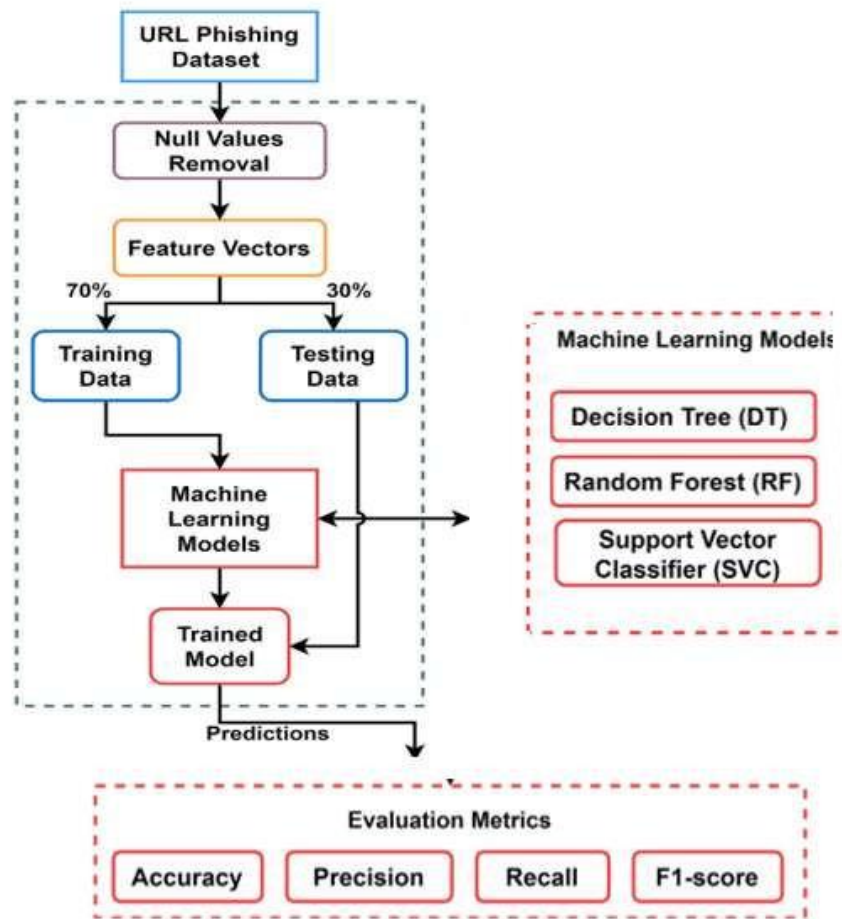 URL Phishing
Dataset
Null Values
Removal
Feature Vectors
70%
30%
Training
Data
Testing
Data
Machine
Learning
Models
Trained
Model
Predictions
Machine Learning Models
Decision Tree (DT)
Random Forest (RF)
Support Vector
Classifier (SVC)
Evaluation Metrics
Accuracy
Precision
Recall
F1-score